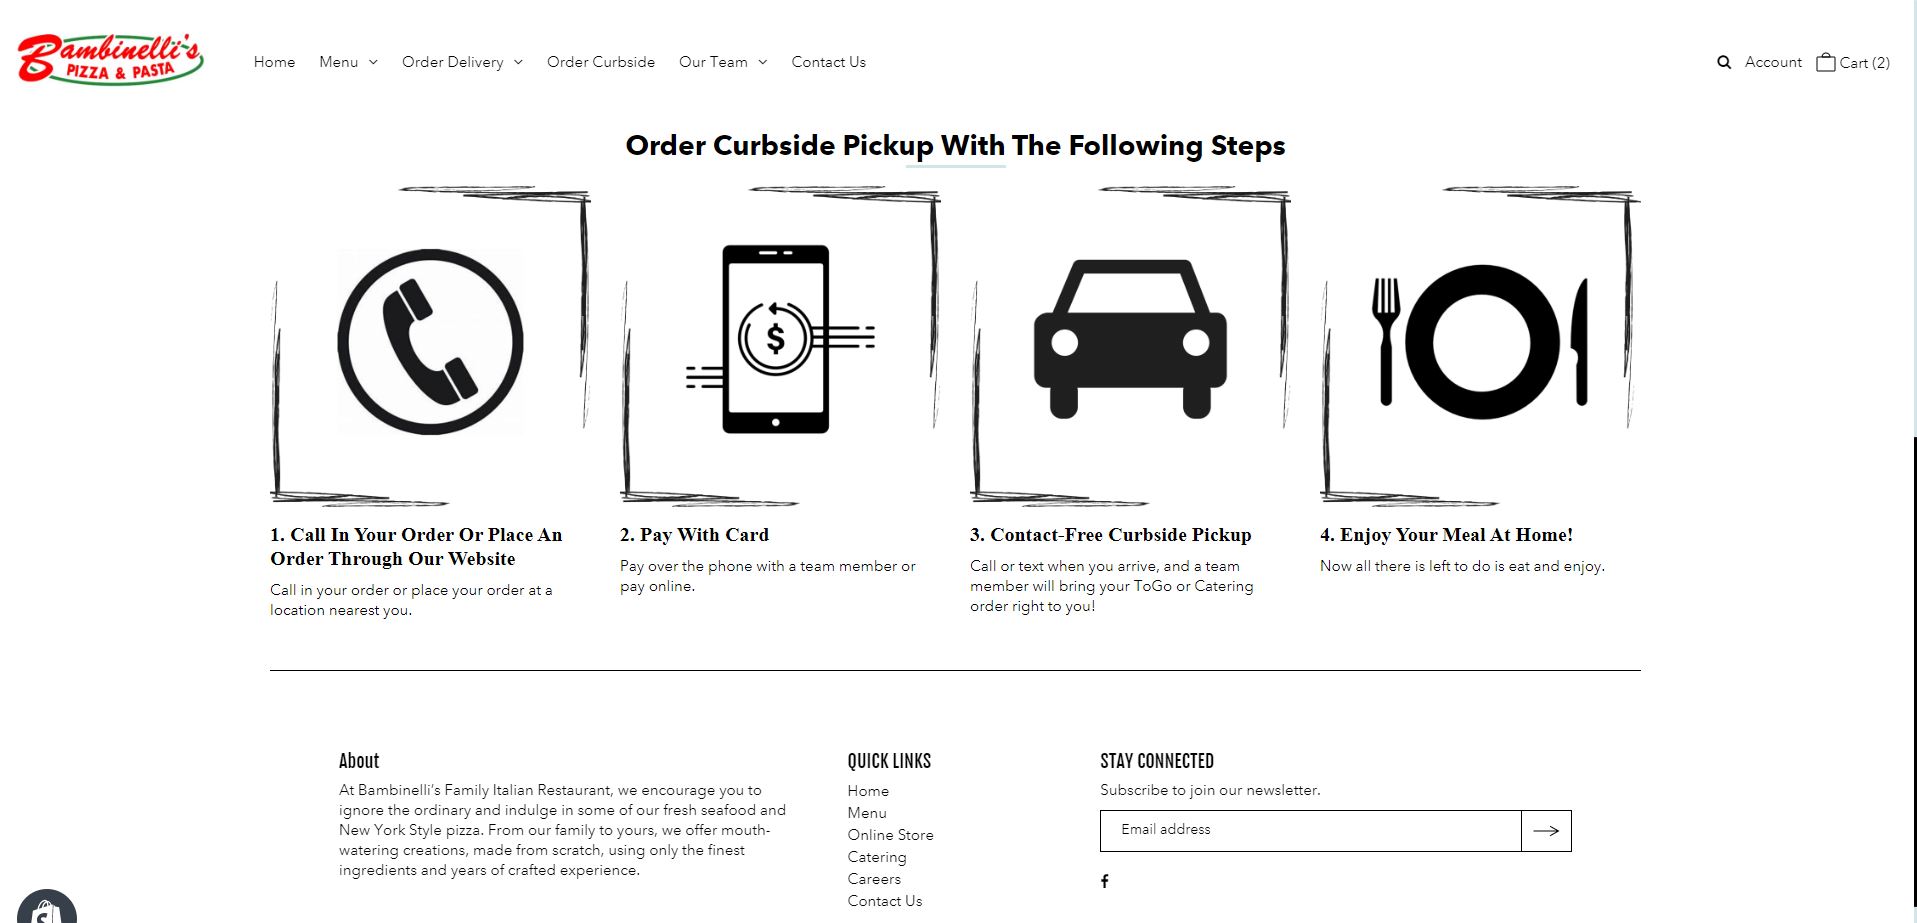 Bambinelli's
PIZZA & PASTA
Home
Menu
Order Delivery
Order Curbside
Our Team
Contact Us
Account
Cart (2)
Order Curbside Pickup With The Following Steps
$
1. Call In Your Order Or Place An
Order Through Our Website
Call in your order or place your order at a
location nearest you.
2. Pay With Card
Pay over the phone with a team member or
pay online.
3. Contact-Free Curbside Pickup
Call or text when you arrive, and a team
member will bring your ToGo or Catering
order right to you!
4. Enjoy Your Meal At Home!
Now all there is left to do is eat and enjoy.
About
At Bambinelli’s Family Italian Restaurant, we encourage you to
ignore the ordinary and indulge in some of our fresh seafood and
New York Style pizza. From our family to yours, we offer mouth-
watering creations, made from scratch, using only the finest
ingredients and years of crafted experience.
QUICK LINKS
Home
Menu
Online Store
Catering
Careers
Contact Us
STAY CONNECTED
Subscribe to join our newsletter.
Email address